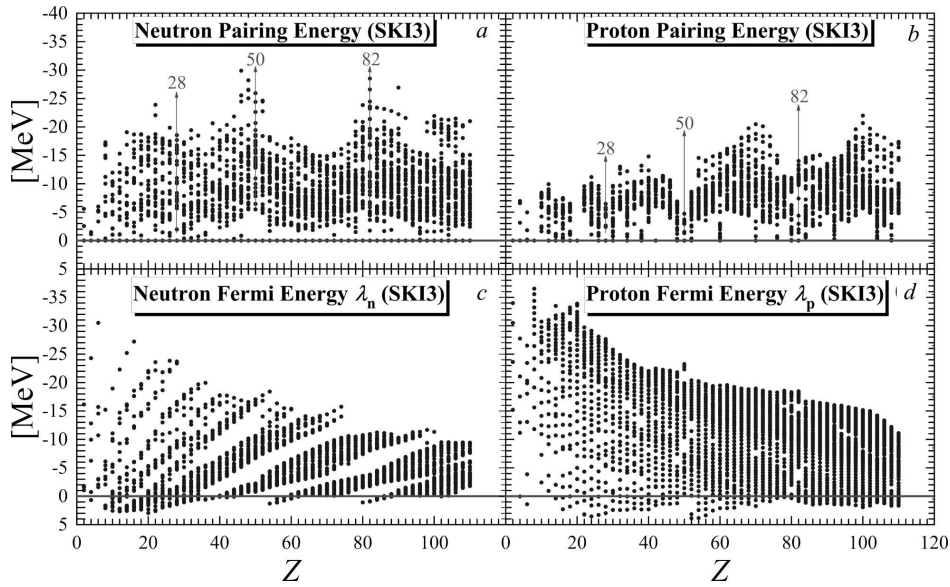 Neutron Pairing Energy (SKI3) a
Proton Pairing Energy (SKI3) b
-40
-35
-30
-25
-20
-15
-10
-5
0
5
[MeV]
28
50
82
28
50
82
Neutron Fermi Energy λn (SKI3) c
Proton Fermi Energy λp (SKI3) d
-35
-30
-25
-20
-15
-10
-5
0
5
[MeV]
0 20 40 60 80 100
0 20 40 60 80 100 120
Z
Z